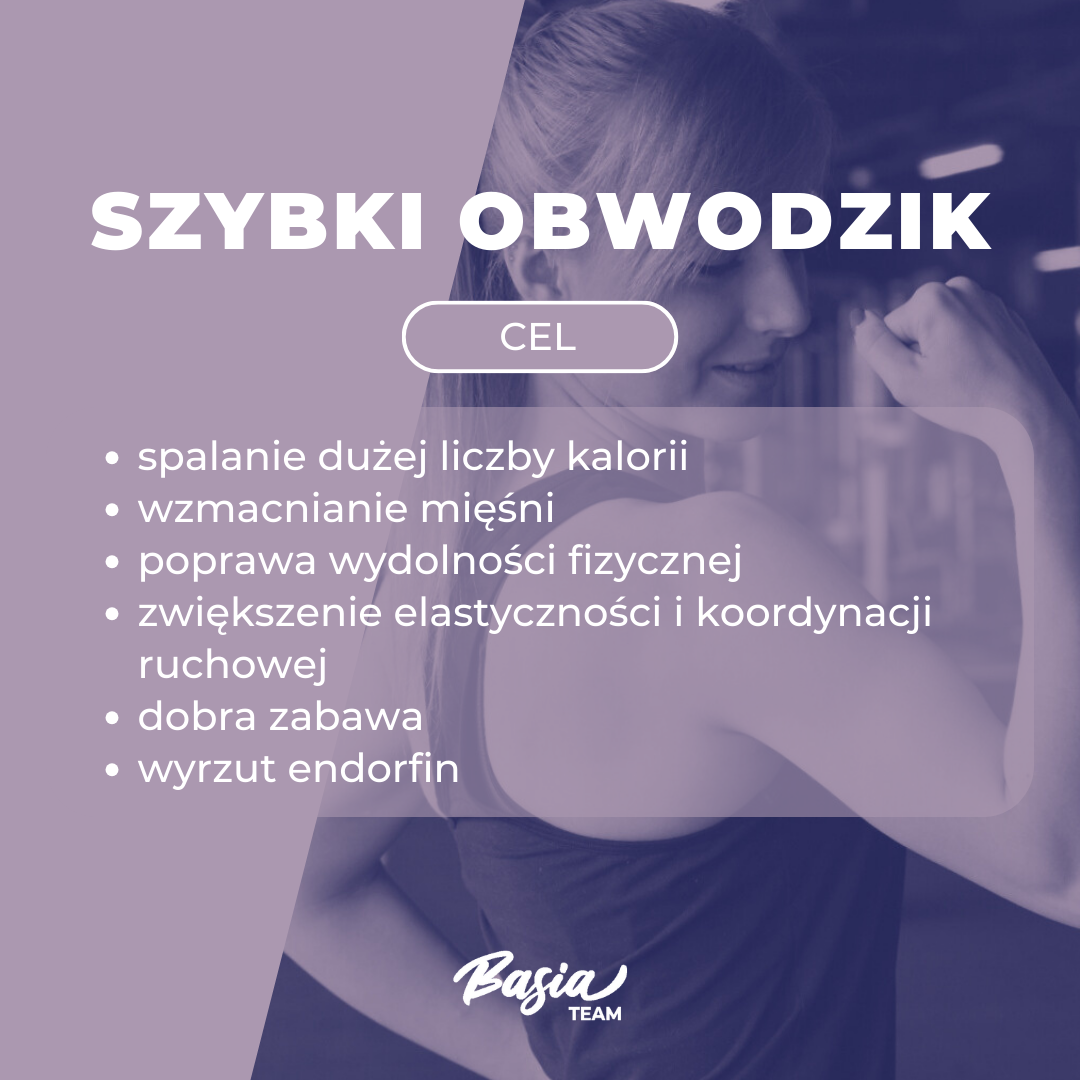 SZYBKI OBWODZIK
CEL
• spalanie dużej liczby kalorii
• wzmacnianie mięśni
• poprawa wydolności fizycznej
• zwiększenie elastyczności i koordynacji
ruchowej
• dobra zabawa
• wyrzut endorfin
Basia
TEAM